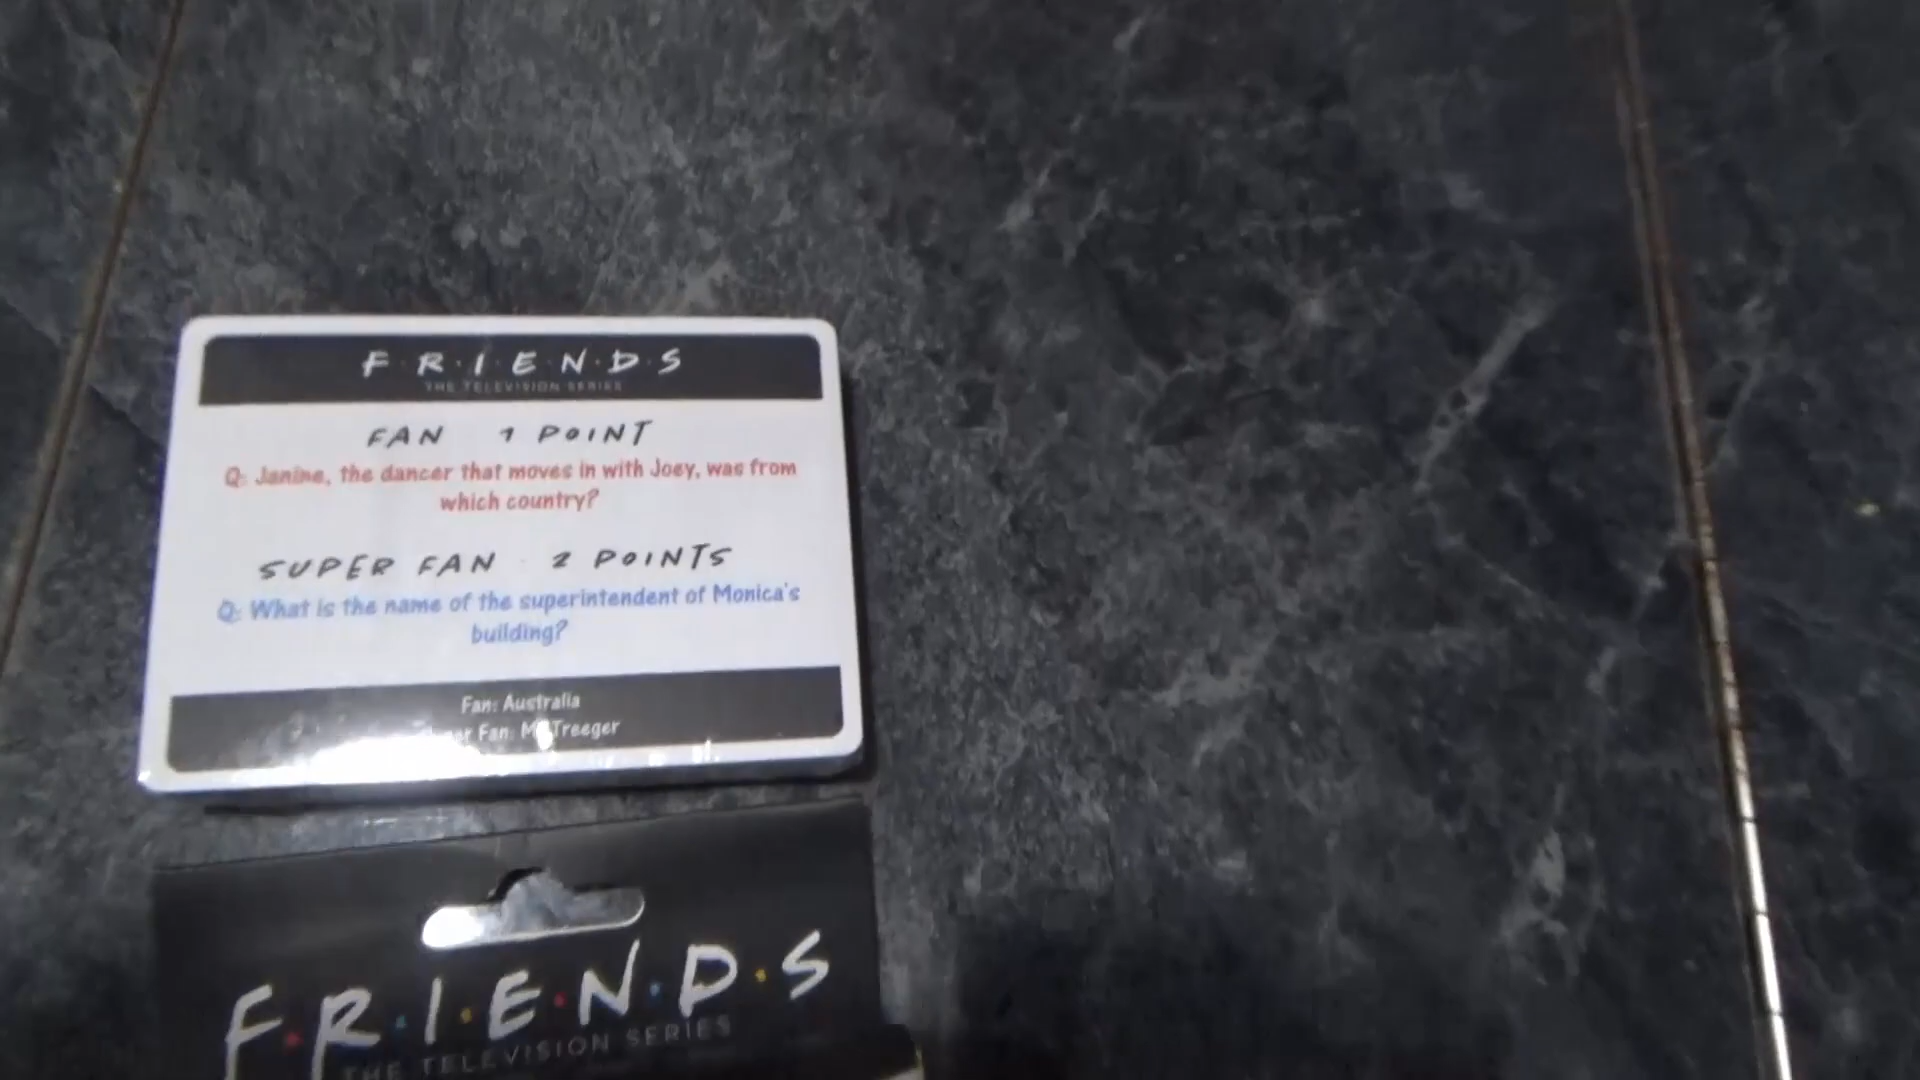 F·R·I·E·N·D·S
THE TELEVISION SERIES
FAN 1 POINT
Q: Janine, the dancer that moves in with Joey, was from
which country?
SUPER FAN 2 POINTS
Q: What is the name of the superintendent of Monica's
building?
Fan: Australia
Fan: Treeger
F·R·I·E·N·D·S
THE TELEVISION SERIES